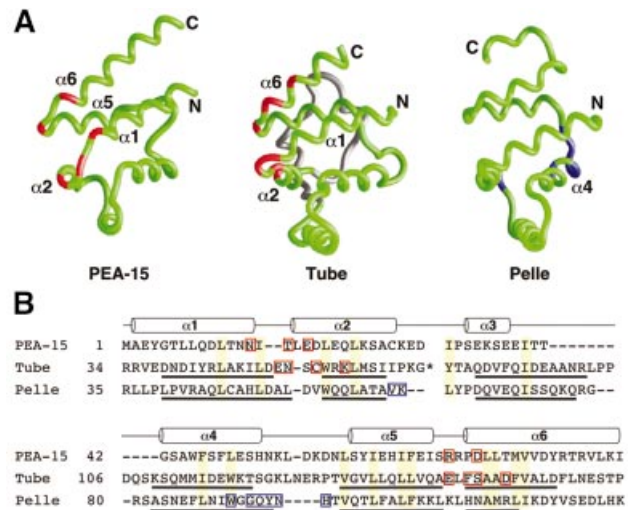 A
C
α6
α5
N
α1
α2
PEA-15
C
α6
N
α1
α2
Tube
C
N
α4
Pelle
B
α1 α2 α3
PEA-15 1 MAEYGTLLQDLTNNI--TLEDLEQLKSACKED IPSEKSEEITT-------
Tube 34 RRVEDNDIYRLAKILDEN-SCWRKLMSIIPKG* YTAQDVFQIDEAANRLPP
Pelle 35 RLLPLPVRAQLCAHLDAL-DVWQQLATAVK-- LYPDQVEQISSQKQRG--
α4 α5 α6
PEA-15 42 ----GSAWFSFLESHNKL-DKDNLSYIEHIFEISRRPDLLTMVVDYRTRVLKI
Tube 106 DQSKSQMMIDEWKTSGKLNERPTVGVLLQLLVQAELFSAADFVALDFLNESTP
Pelle 80 --RSASNEFLNIWGGQYN----HTVQTLFALFKKLKLHNAMRLIKDYVSEDLHK